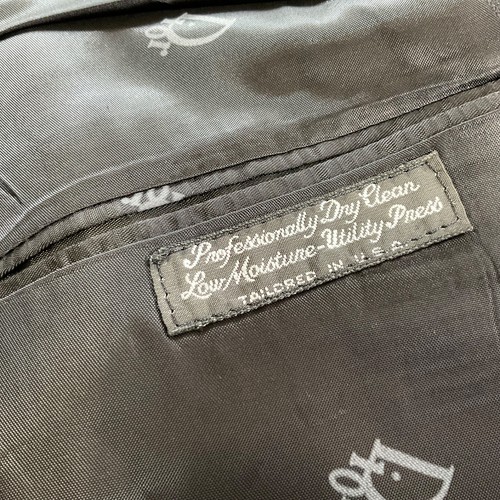 Professionally Dry Clean
Low Moisture-Utility Press
TAILORED IN U.S.A.